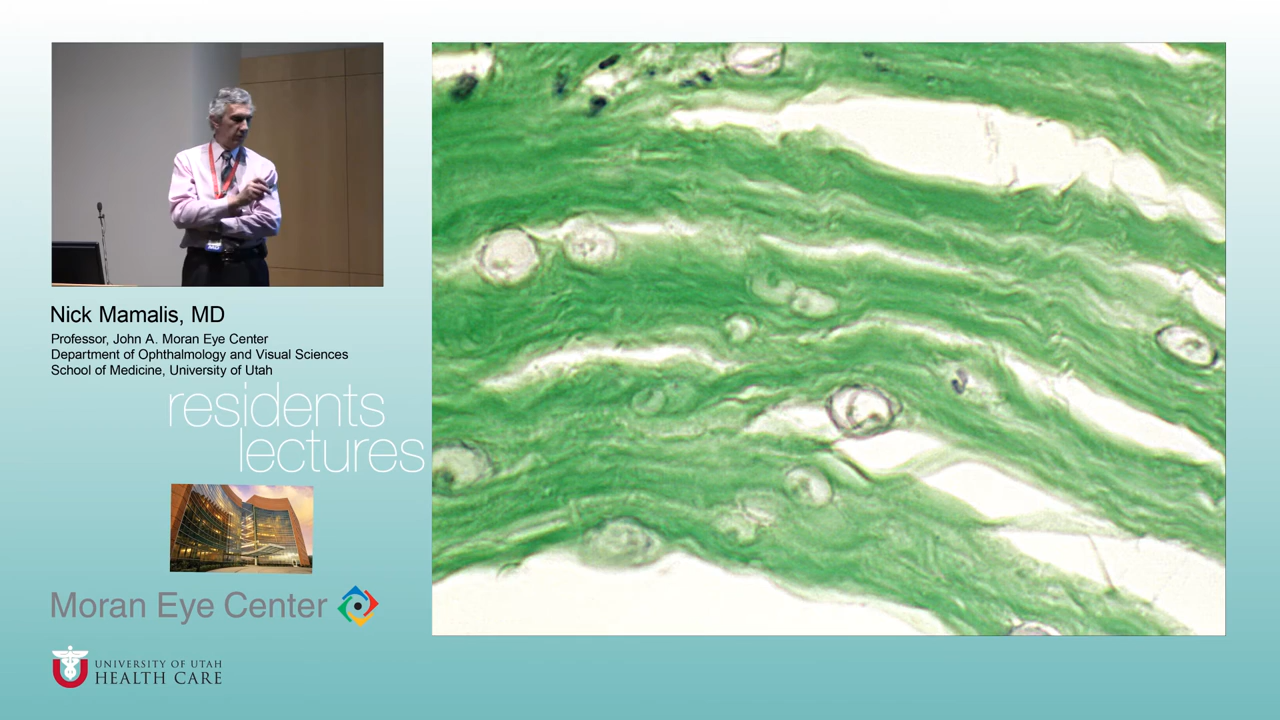 Nick Mamalis, MD
Professor, John A. Moran Eye Center
Department of Ophthalmology and Visual Sciences
School of Medicine, University of Utah
residents
lectures
Moran Eye Center
UNIVERSITY OF UTAH
HEALTH CARE